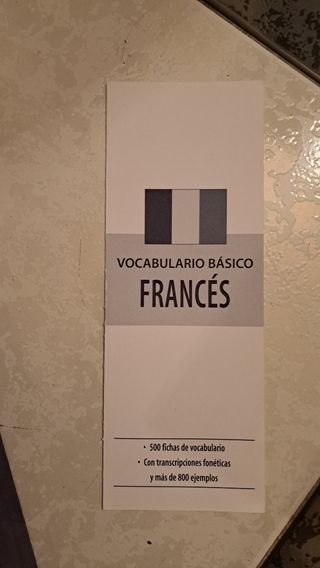 VOCABULARIO BÁSICO
FRANCÉS
• 500 fichas de vocabulario
• Con transcripciones fonéticas
y más de 800 ejemplos